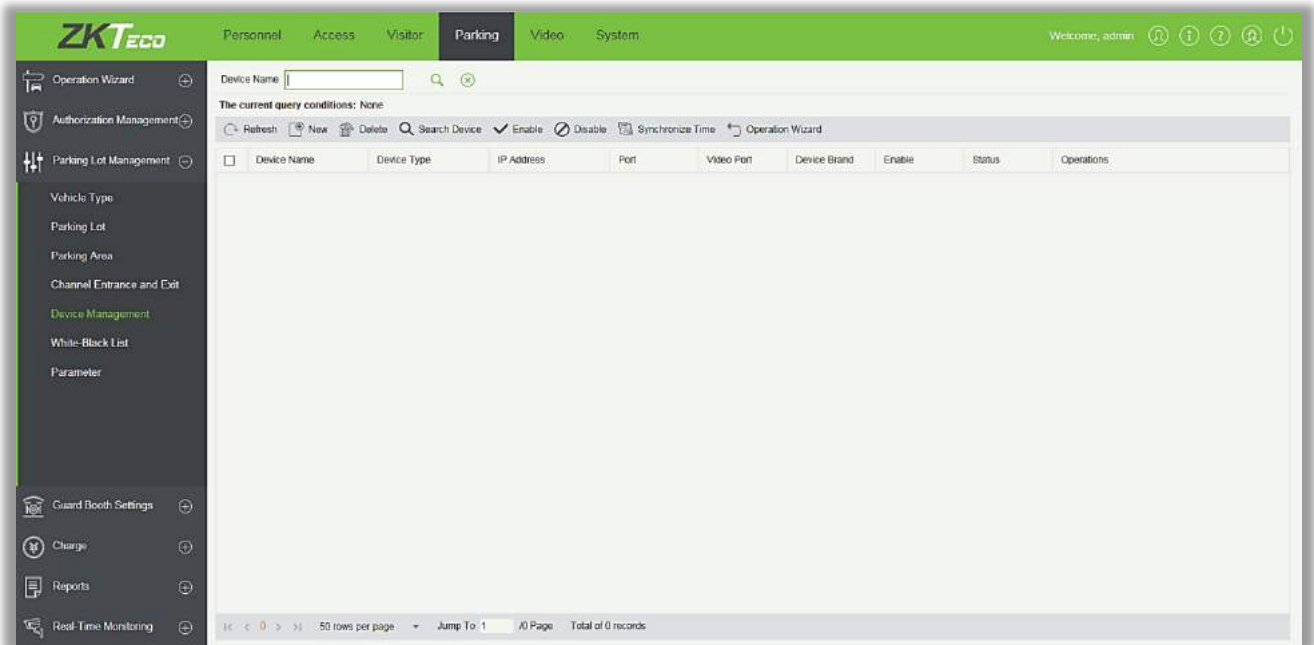 ZKTECO Personnel Access Visitor Parking Video System Welcome, admin
Operation Wizard
Authorization Management
Parking Lot Management
Vehicle Type
Parking Lot
Parking Area
Channel Entrance and Exit
Device Management
White-Black List
Parameter
Guard Booth Settings
Charge
Reports
Real-Time Monitoring
Device Name
The current query conditions: None
Refresh New Delete Search Device Enable Disable Synchronize Time Operation Wizard
Device Name Device Type IP Address Port Video Port Device Brand Enable Status Operations
|< < 0 > >| 50 rows per page Jump To 1 /0 Page Total of 0 records